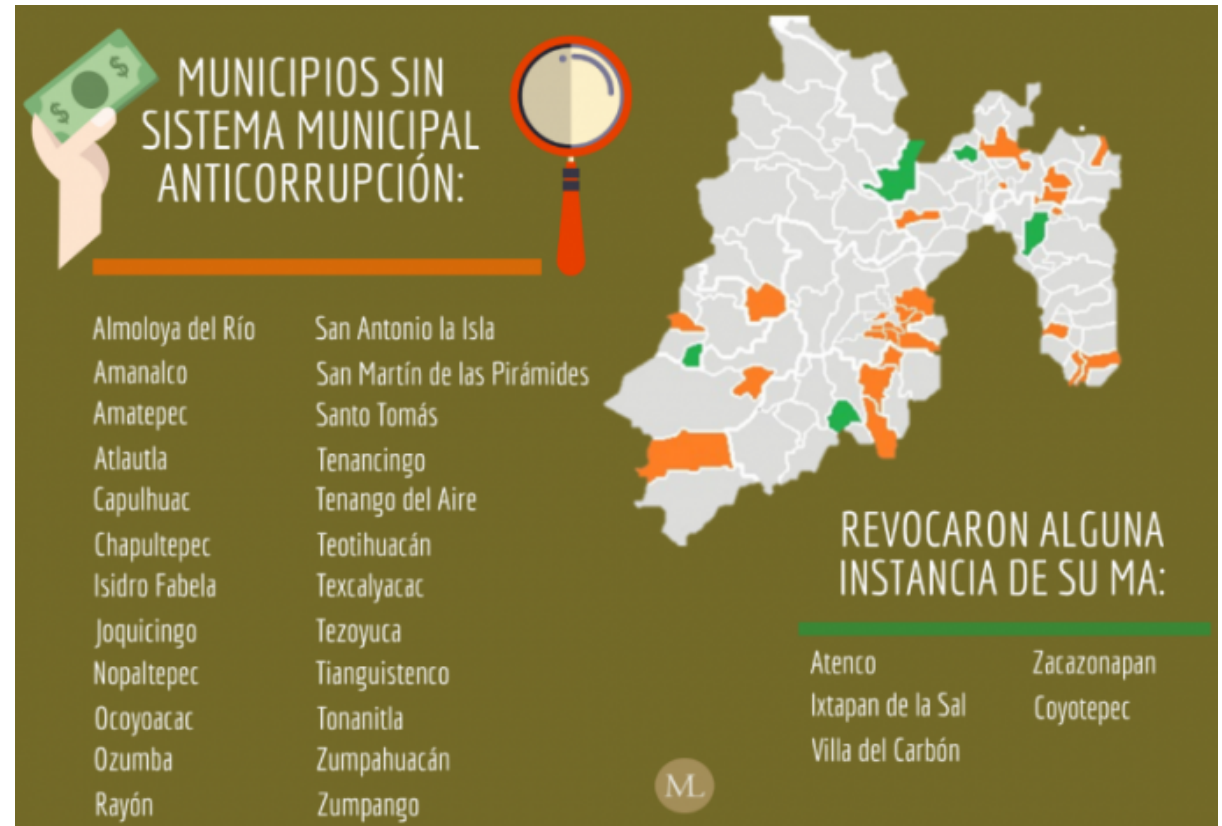 MUNICIPIOS SIN
SISTEMA MUNICIPAL
ANTICORRUPCIÓN:
Almoloya del Río
Amanalco
Amatepec
Atlautla
Capulhuac
Chapultepec
Isidro Fabela
Joquicingo
Nopaltepec
Ocoyoacac
Ozumba
Rayón
San Antonio la Isla
San Martín de las Pirámides
Santo Tomás
Tenancingo
Tenango del Aire
Teotihuacán
Texcalyacac
Tezoyuca
Tianguistenco
Tonanitla
Zumpahuacán
Zumpango
REVOCARON ALGUNA
INSTANCIA DE SU MA:
Atenco
Ixtapan de la Sal
Villa del Carbón
Zacazonapan
Coyotepec
ML